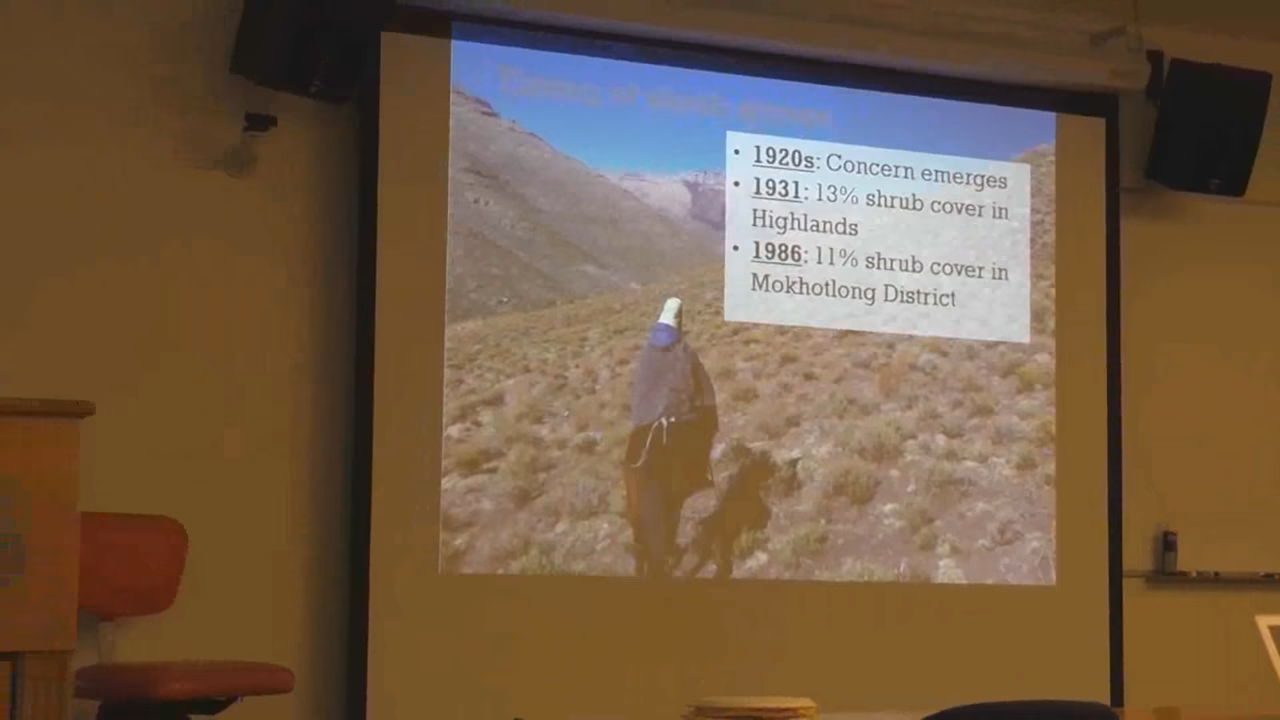 • 1920s: Concern emerges
• 1931: 13% shrub cover in
Highlands
• 1986: 11% shrub cover in
Mokhotlong District